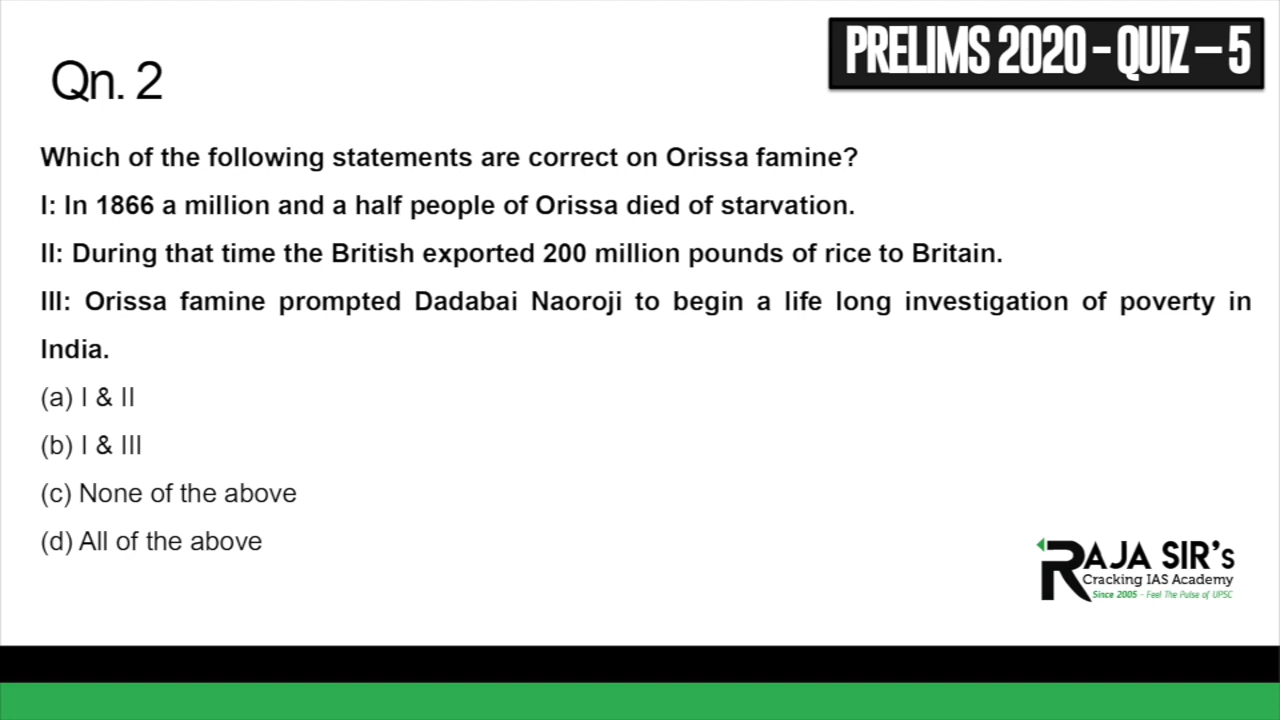 PRELIMS 2020 - QUIZ – 5
Qn. 2
Which of the following statements are correct on Orissa famine?
I: In 1866 a million and a half people of Orissa died of starvation.
II: During that time the British exported 200 million pounds of rice to Britain.
III: Orissa famine prompted Dadabai Naoroji to begin a life long investigation of poverty in
India.
(a) I & II
(b) I & III
(c) None of the above
(d) All of the above
RAJA SIR's
Cracking IAS Academy
Since 2005 - Feel The Pulse of UPSC